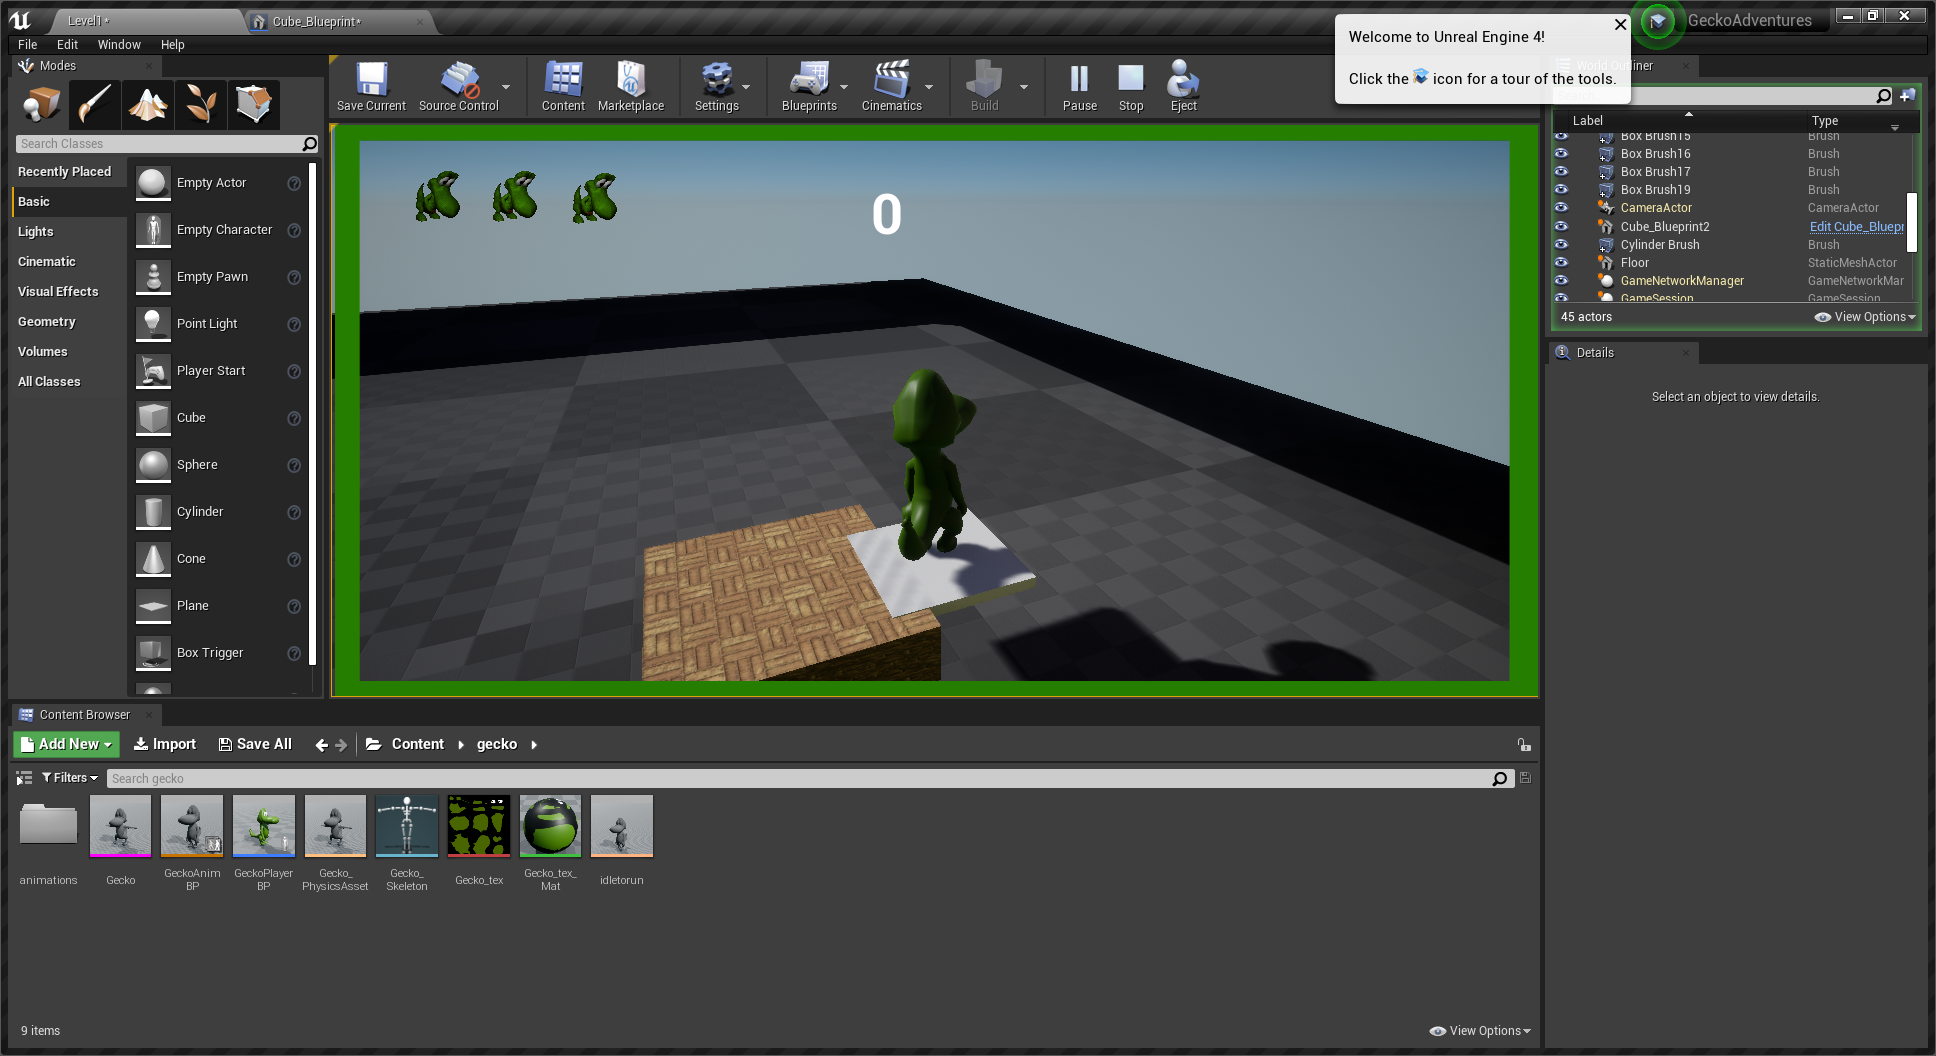 Level1*
Cube_Blueprint*
GeckoAdventures
File Edit Window Help
Welcome to Unreal Engine 4!
Click the icon for a tour of the tools.
Modes
Save Current
Source Control
Content
Marketplace
Settings
Blueprints
Cinematics
Build
Pause
Stop
Eject
Search Classes
Recently Placed
Basic
Lights
Cinematic
Visual Effects
Geometry
Volumes
All Classes
Empty Actor
Empty Character
Empty Pawn
Point Light
Player Start
Cube
Sphere
Cylinder
Cone
Plane
Box Trigger
0
World Outliner
Label Type
Box Brush15 Brush
Box Brush16 Brush
Box Brush17 Brush
Box Brush19 Brush
CameraActor CameraActor
Cube_Blueprint2 Edit Cube_Bluepr
Cylinder Brush Brush
Floor StaticMeshActor
GameNetworkManager GameNetworkMar
GameSession GameSession
45 actors View Options
Details
Select an object to view details.
Content Browser
Add New Import Save All Content gecko
Filters Search gecko
animations
Gecko
GeckoAnim
BP
GeckoPlayer
BP
Gecko_
PhysicsAsset
Gecko_
Skeleton
Gecko_tex
Gecko_tex_
Mat
idletorun
9 items View Options